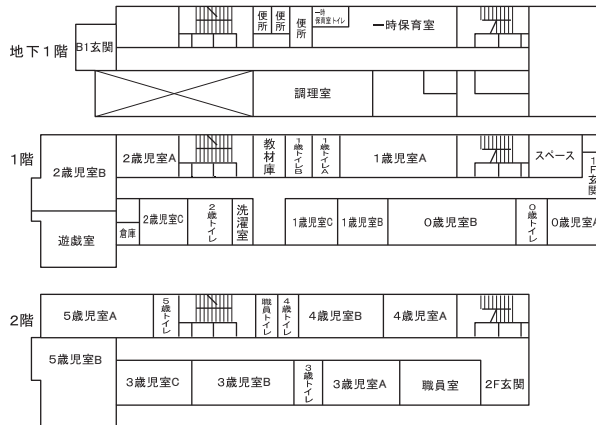 地下1階
B1玄関
便所
便所
便所
一時
保育室トイレ
一時保育室
調理室
1階
2歳児室B
2歳児室A
教材庫
1歳トイレB
1歳トイレA
1歳児室A
スペース
1F玄関
遊戯室
倉庫
2歳児室C
2歳トイレ
洗濯室
1歳児室C
1歳児室B
0歳児室B
0歳トイレ
0歳児室A
2階
5歳児室A
5歳トイレ
職員トイレ
4歳トイレ
4歳児室B
4歳児室A
5歳児室B
3歳児室C
3歳児室B
3歳トイレ
3歳児室A
職員室
2F玄関